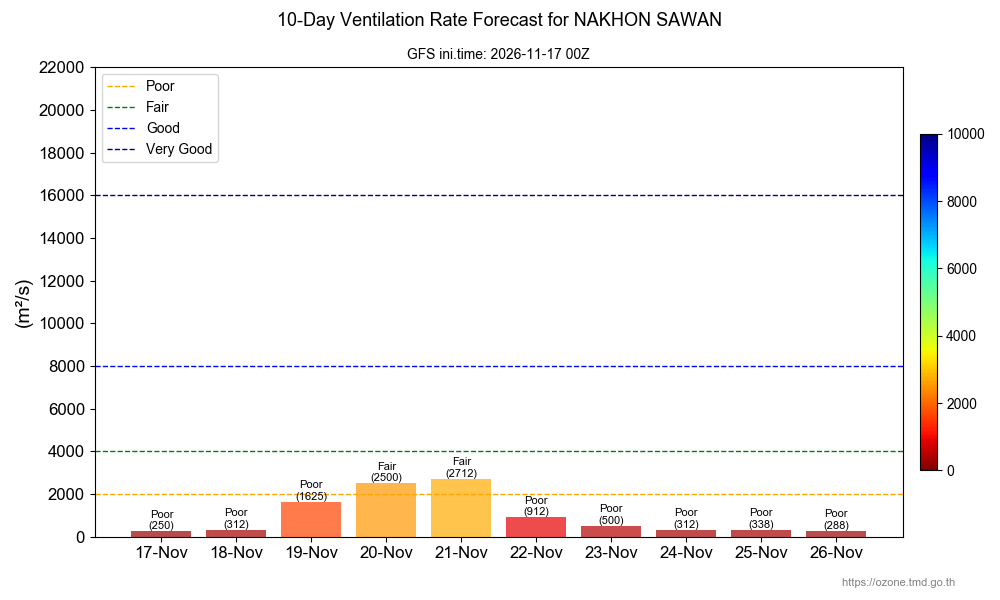 10-Day Ventilation Rate Forecast for NAKHON SAWAN
GFS ini.time: 2026-11-17 00Z
22000
20000
18000
16000
14000
12000
10000
8000
6000
4000
2000
0
(m²/s)
Poor
Fair
Good
Very Good
Poor
(250)
Poor
(312)
Poor
(1625)
Fair
(2500)
Fair
(2712)
Poor
(912)
Poor
(500)
Poor
(312)
Poor
(338)
Poor
(288)
17-Nov
18-Nov
19-Nov
20-Nov
21-Nov
22-Nov
23-Nov
24-Nov
25-Nov
26-Nov
10000
8000
6000
4000
2000
0
https://ozone.tmd.go.th